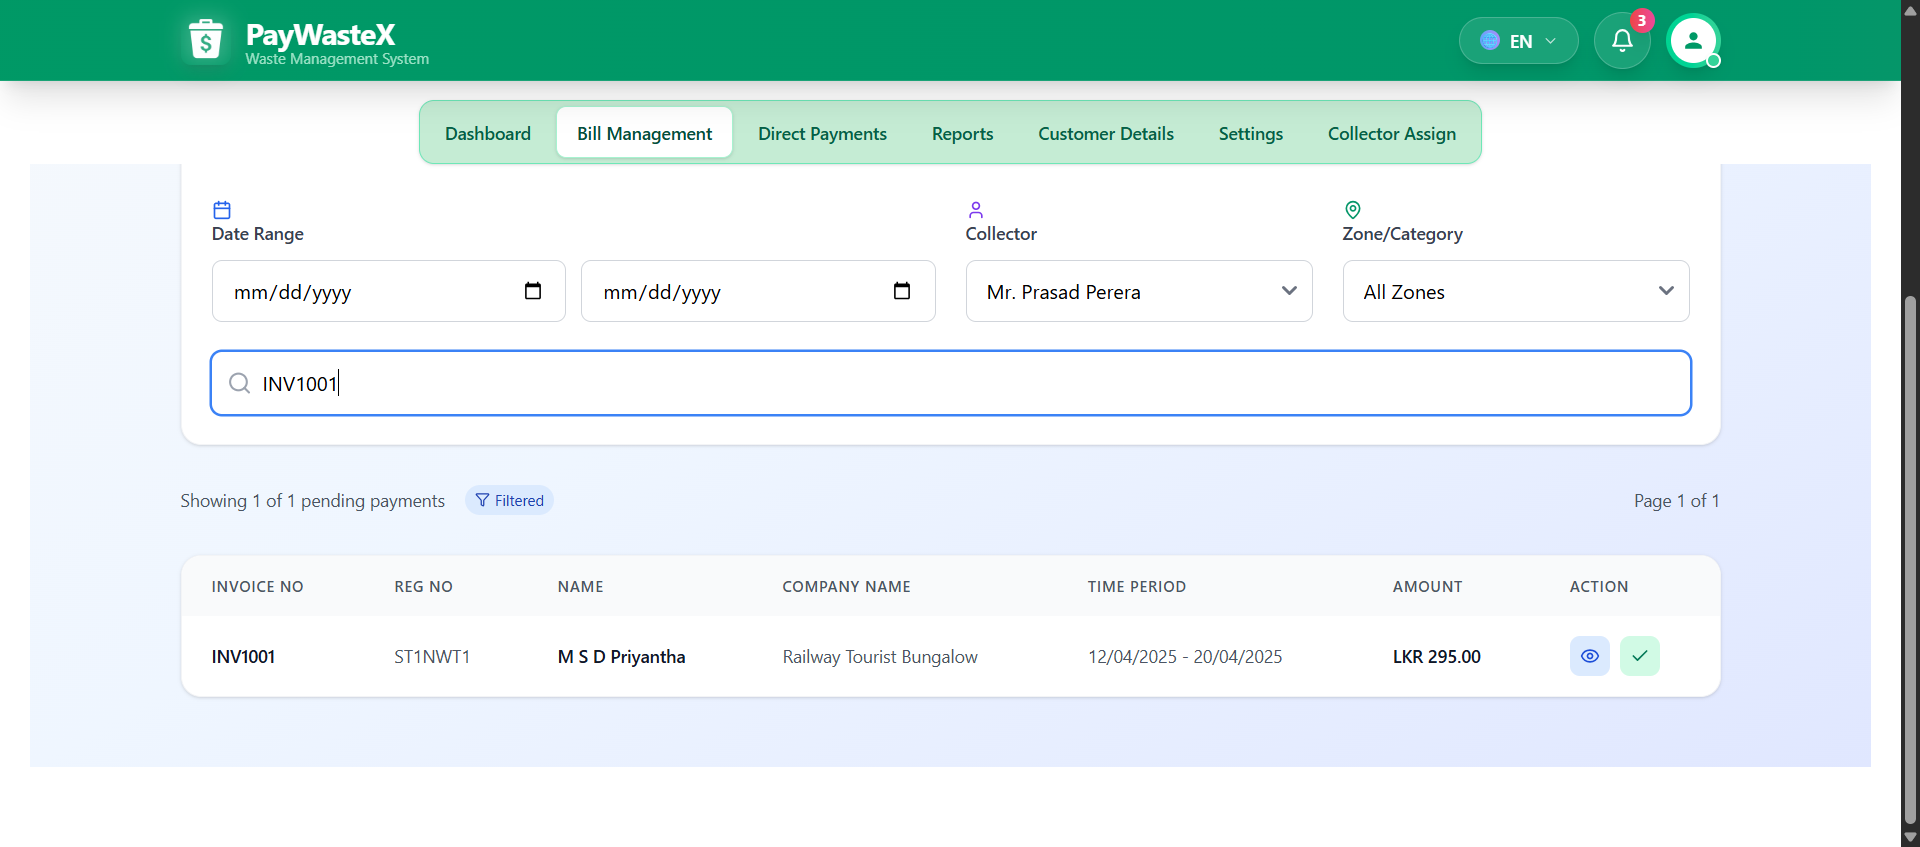 PayWasteX
Waste Management System
EN
3
Dashboard
Bill Management
Direct Payments
Reports
Customer Details
Settings
Collector Assign
Date Range
Collector
Zone/Category
mm/dd/yyyy
mm/dd/yyyy
Mr. Prasad Perera
All Zones
INV1001
Showing 1 of 1 pending payments
Filtered
Page 1 of 1
INVOICE NO REG NO NAME COMPANY NAME TIME PERIOD AMOUNT ACTION
INV1001 ST1NWT1 M S D Priyantha Railway Tourist Bungalow 12/04/2025 - 20/04/2025 LKR 295.00